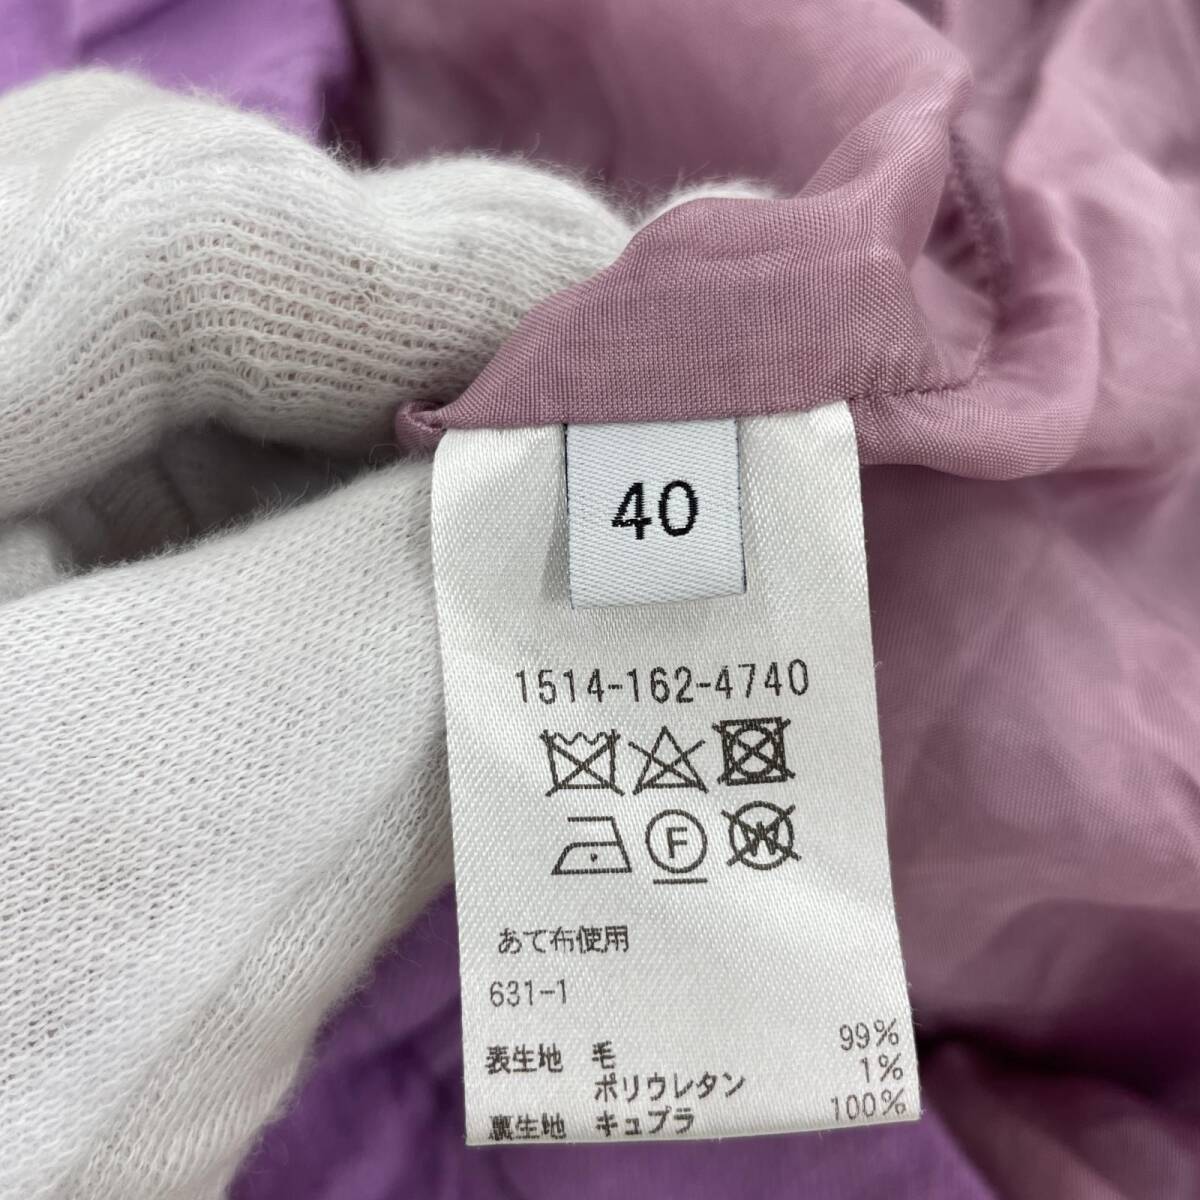 40
1514-162-4740
F
W
あて布使用
631-1
表生地 毛 99%
ポリウレタン 1%
裏生地 キュプラ 100%